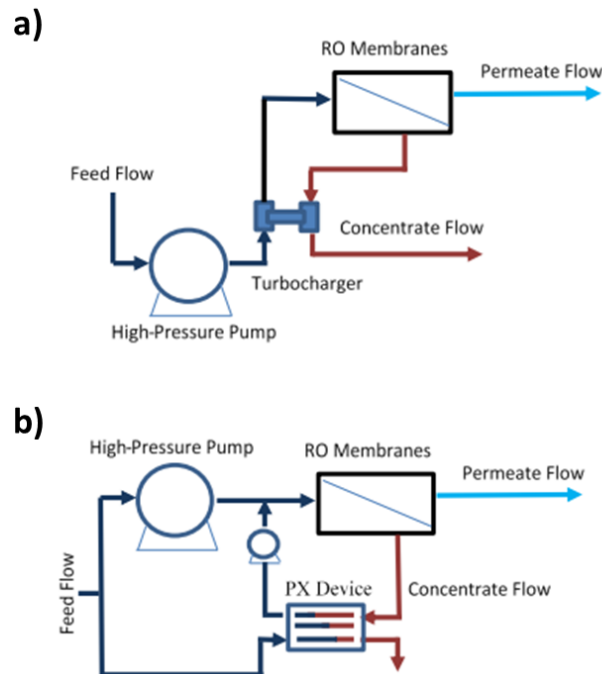 a)
RO Membranes
Permeate Flow
Feed Flow
Concentrate Flow
Turbocharger
High-Pressure Pump
b)
High-Pressure Pump
RO Membranes
Permeate Flow
Feed Flow
PX Device
Concentrate Flow